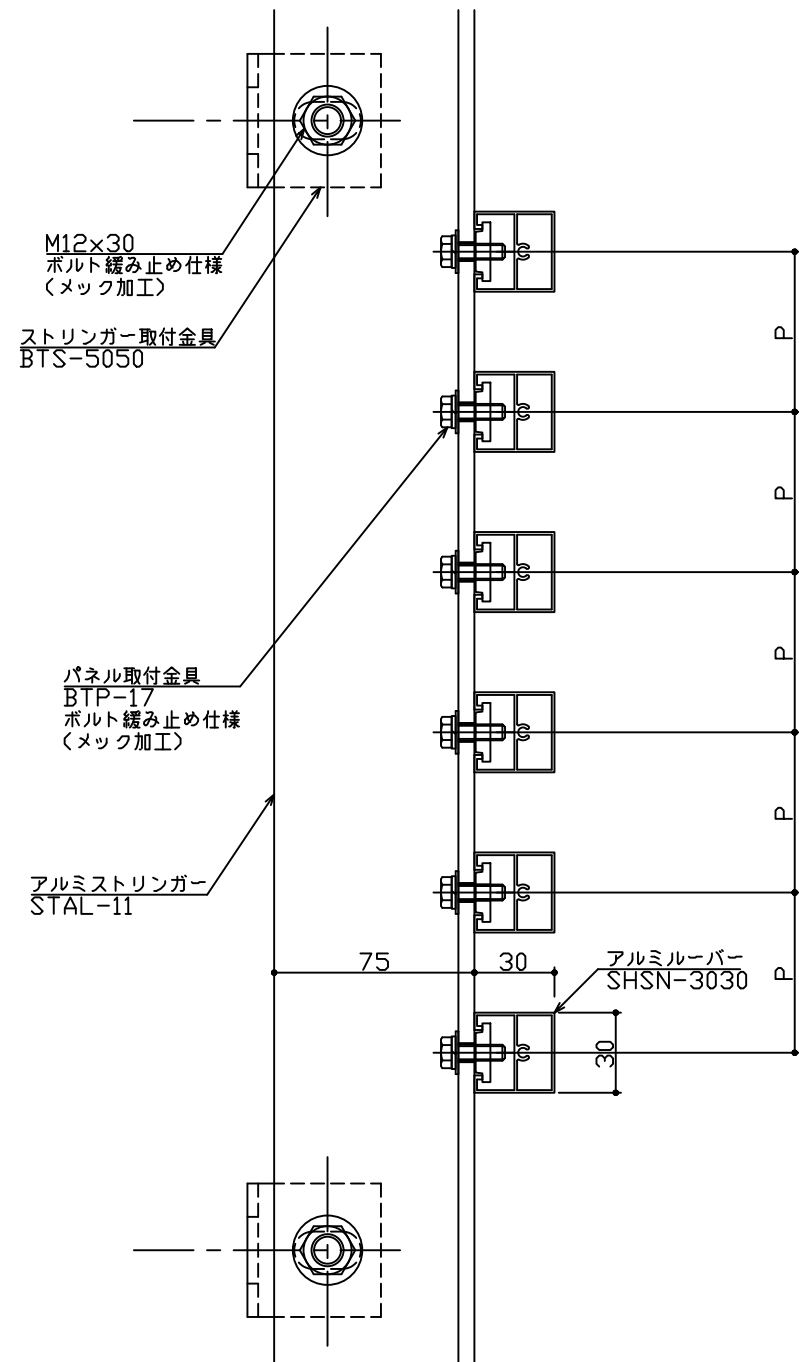 M12×30
ボルト緩み止め仕様
(メック加工)
ストリンガー取付金具
BTS-5050
P
P
パネル取付金具
BTP-17
ボルト緩み止め仕様
(メック加工)
P
P
アルミストリンガー
STAL-11
75
30
アルミルーバー
SHSN-3030
P
30